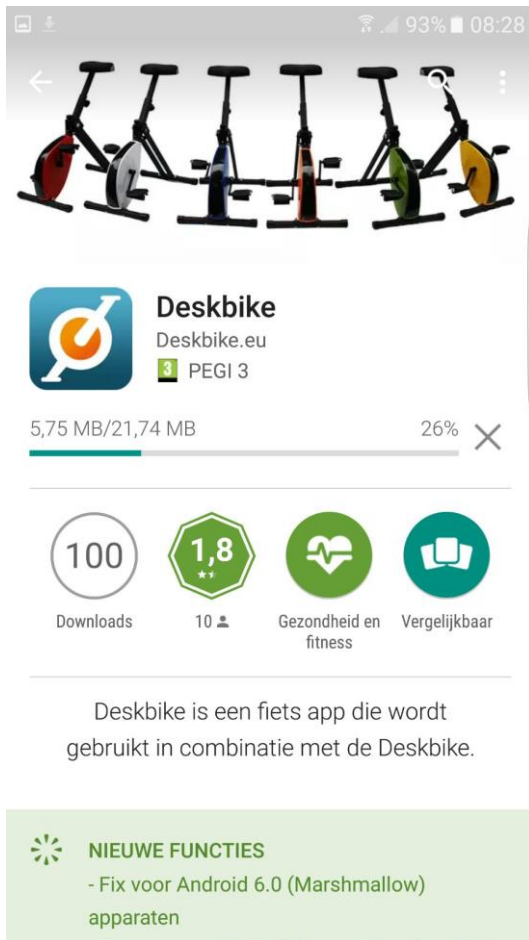 93% 08:28
Deskbike
Deskbike.eu
3 PEGI 3
5,75 MB/21,74 MB 26%
100
1,8
Downloads
10
Gezondheid en
fitness
Vergelijkbaar
Deskbike is een fiets app die wordt
gebruikt in combinatie met de Deskbike.
NIEUWE FUNCTIES
- Fix voor Android 6.0 (Marshmallow)
apparaten